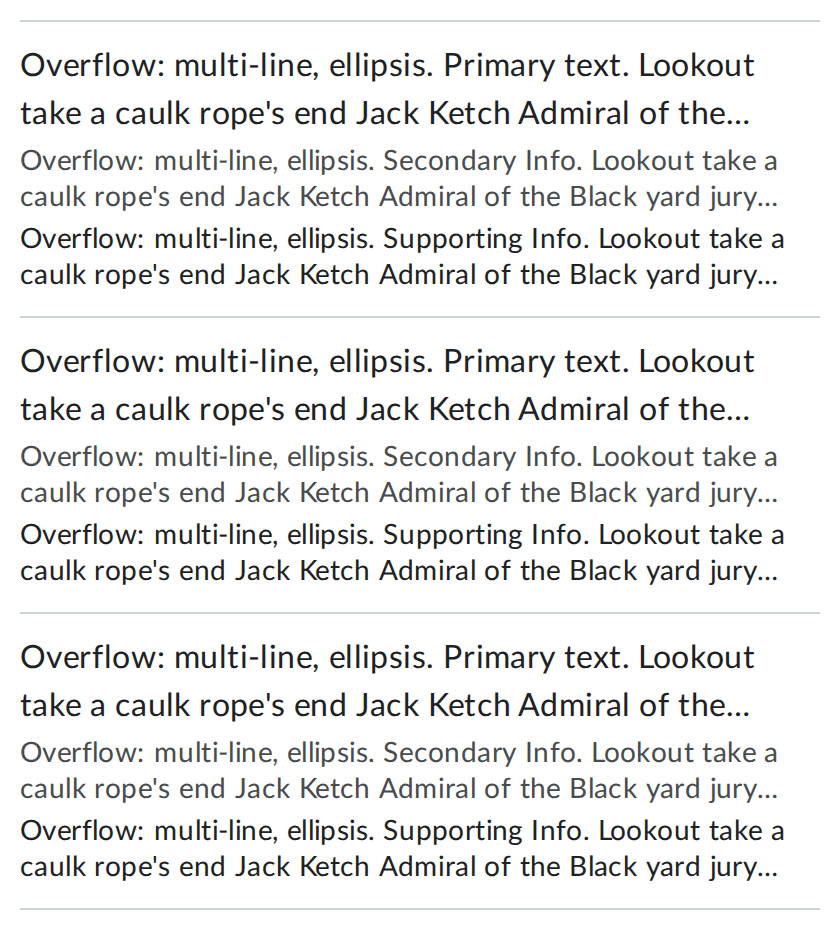 Overflow: multi-line, ellipsis. Primary text. Lookout
take a caulk rope's end Jack Ketch Admiral of the...
Overflow: multi-line, ellipsis. Secondary Info. Lookout take a
caulk rope's end Jack Ketch Admiral of the Black yard jury...
Overflow: multi-line, ellipsis. Supporting Info. Lookout take a
caulk rope's end Jack Ketch Admiral of the Black yard jury...
Overflow: multi-line, ellipsis. Primary text. Lookout
take a caulk rope's end Jack Ketch Admiral of the...
Overflow: multi-line, ellipsis. Secondary Info. Lookout take a
caulk rope's end Jack Ketch Admiral of the Black yard jury...
Overflow: multi-line, ellipsis. Supporting Info. Lookout take a
caulk rope's end Jack Ketch Admiral of the Black yard jury...
Overflow: multi-line, ellipsis. Primary text. Lookout
take a caulk rope's end Jack Ketch Admiral of the...
Overflow: multi-line, ellipsis. Secondary Info. Lookout take a
caulk rope's end Jack Ketch Admiral of the Black yard jury...
Overflow: multi-line, ellipsis. Supporting Info. Lookout take a
caulk rope's end Jack Ketch Admiral of the Black yard jury...